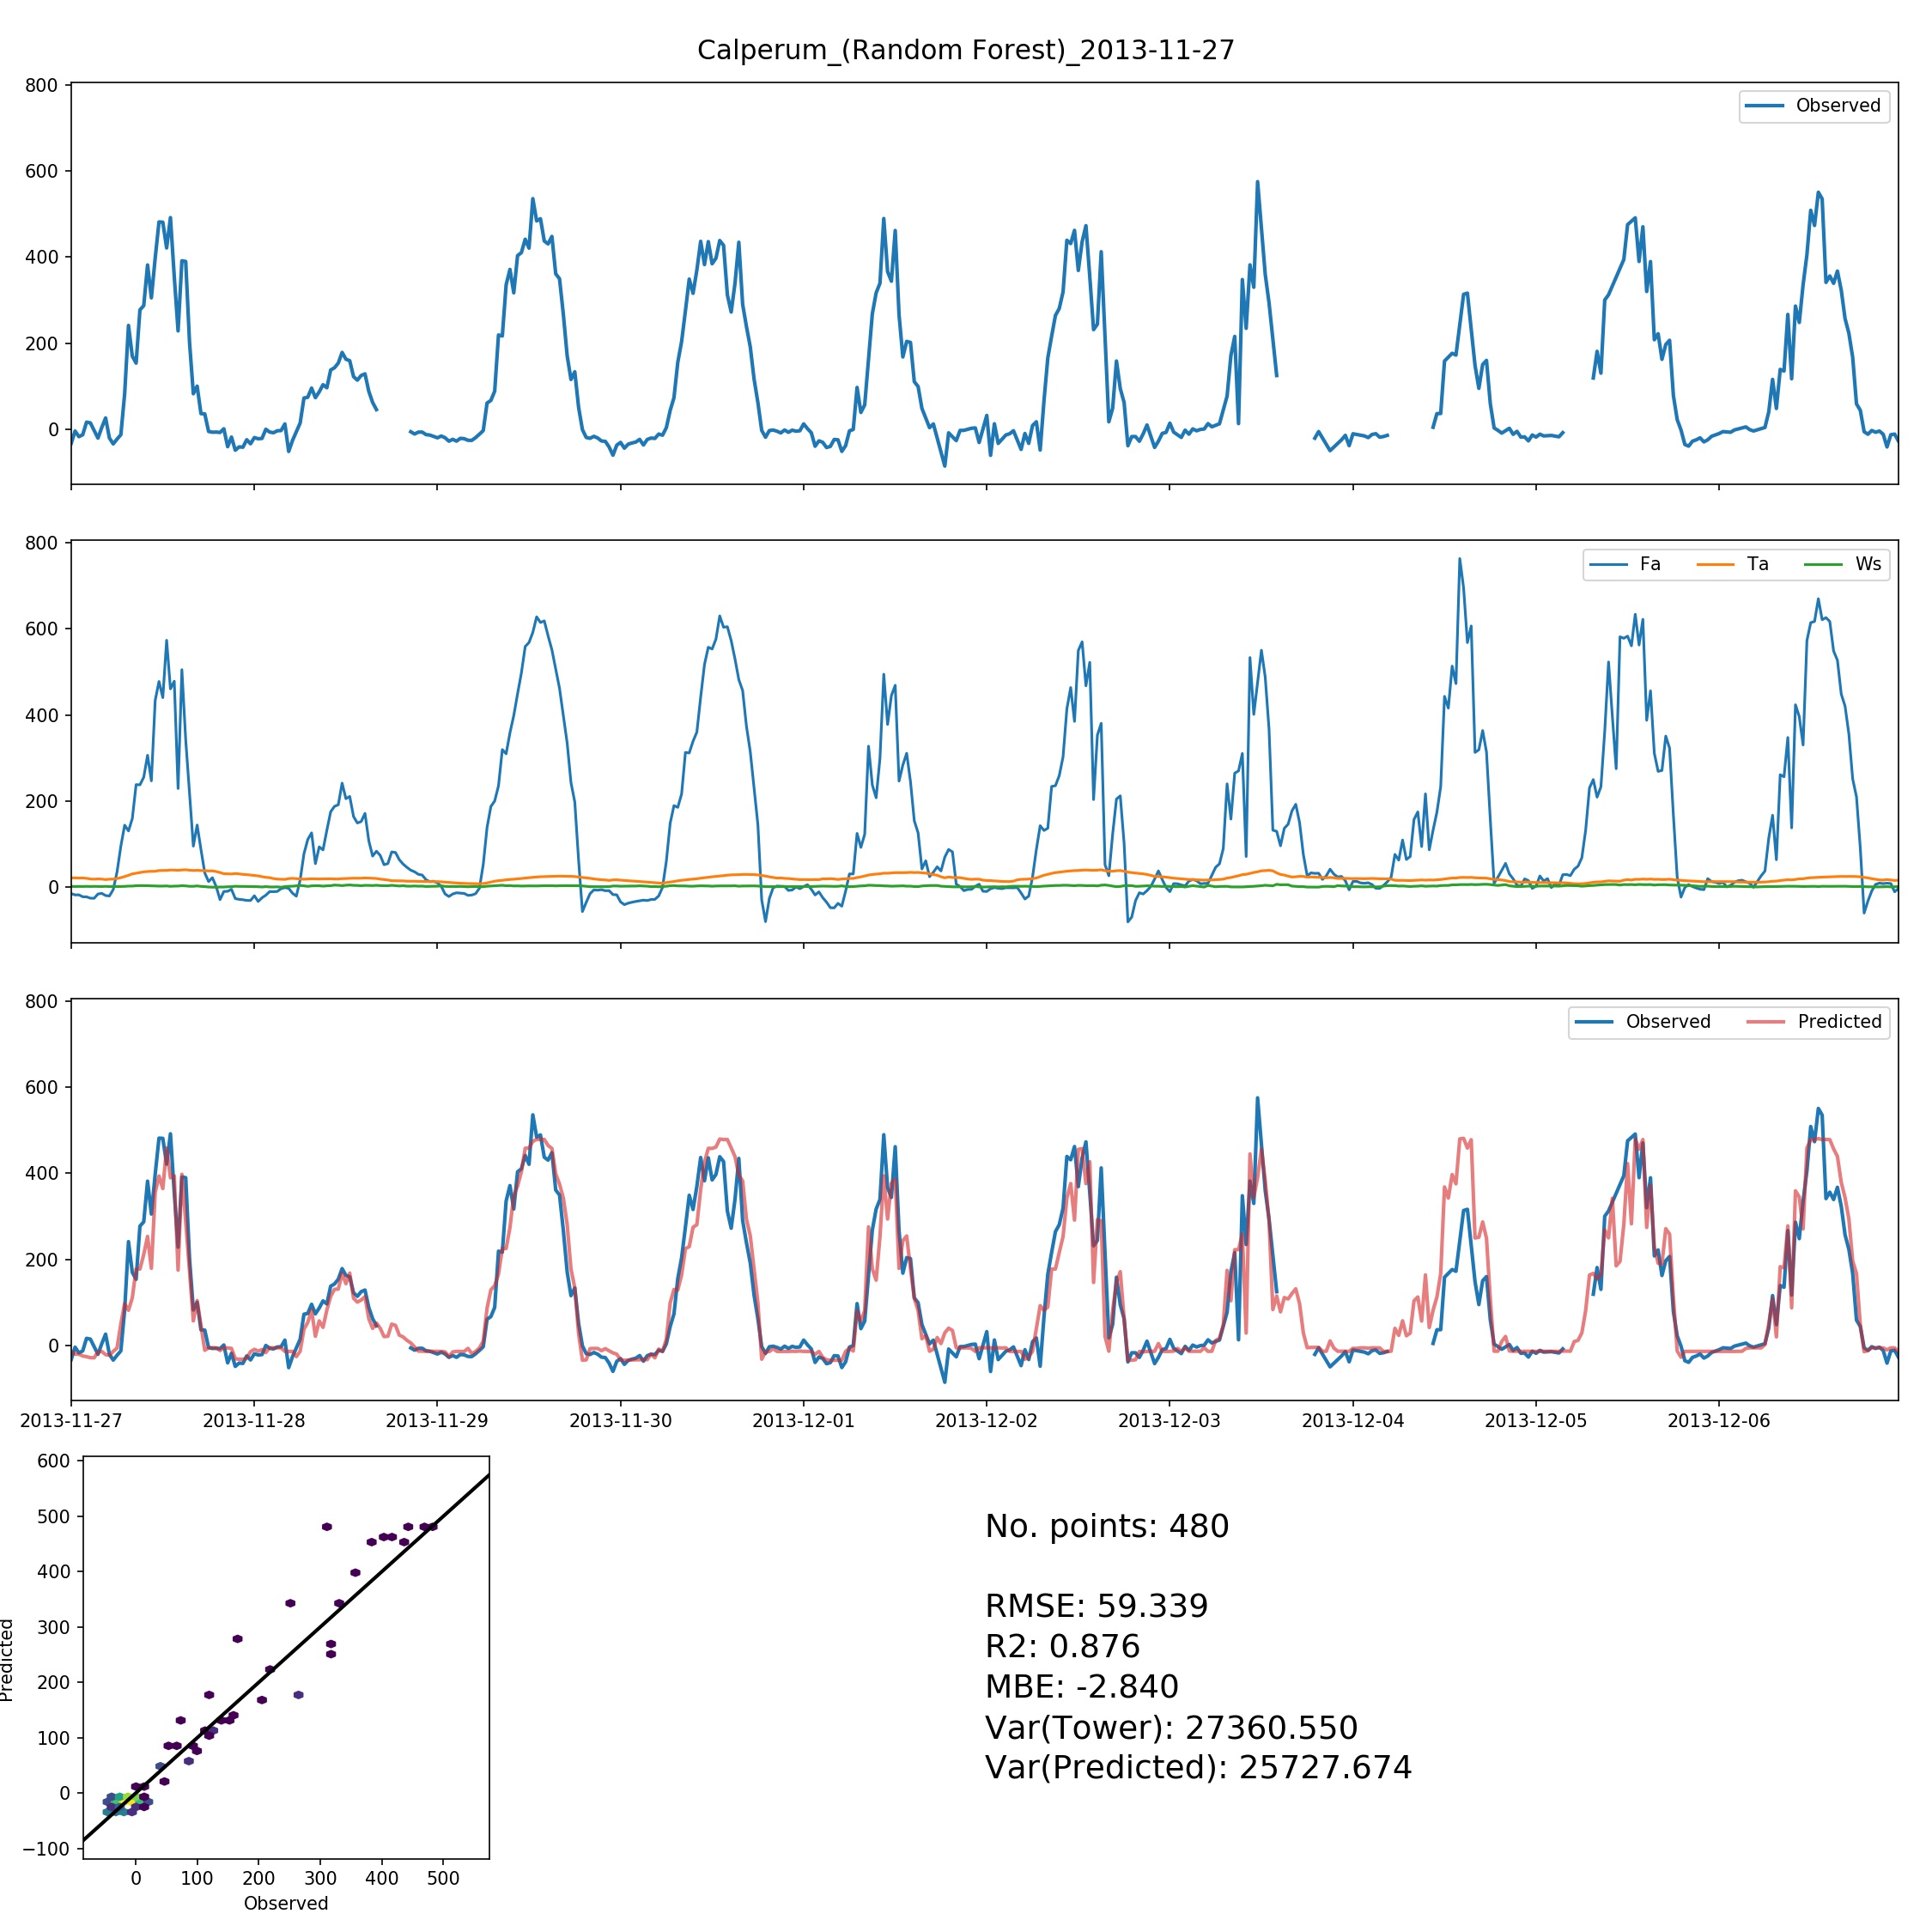 Calperum_(Random Forest)_2013-11-27
800
600
400
200
0
Observed
800
600
400
200
0
Fa Ta Ws
800
600
400
200
0
Observed Predicted
2013-11-27 2013-11-28 2013-11-29 2013-11-30 2013-12-01 2013-12-02 2013-12-03 2013-12-04 2013-12-05 2013-12-06
600
500
400
300
200
100
0
−100
Predicted
0 100 200 300 400 500
Observed
No. points: 480
RMSE: 59.339
R2: 0.876
MBE: -2.840
Var(Tower): 27360.550
Var(Predicted): 25727.674